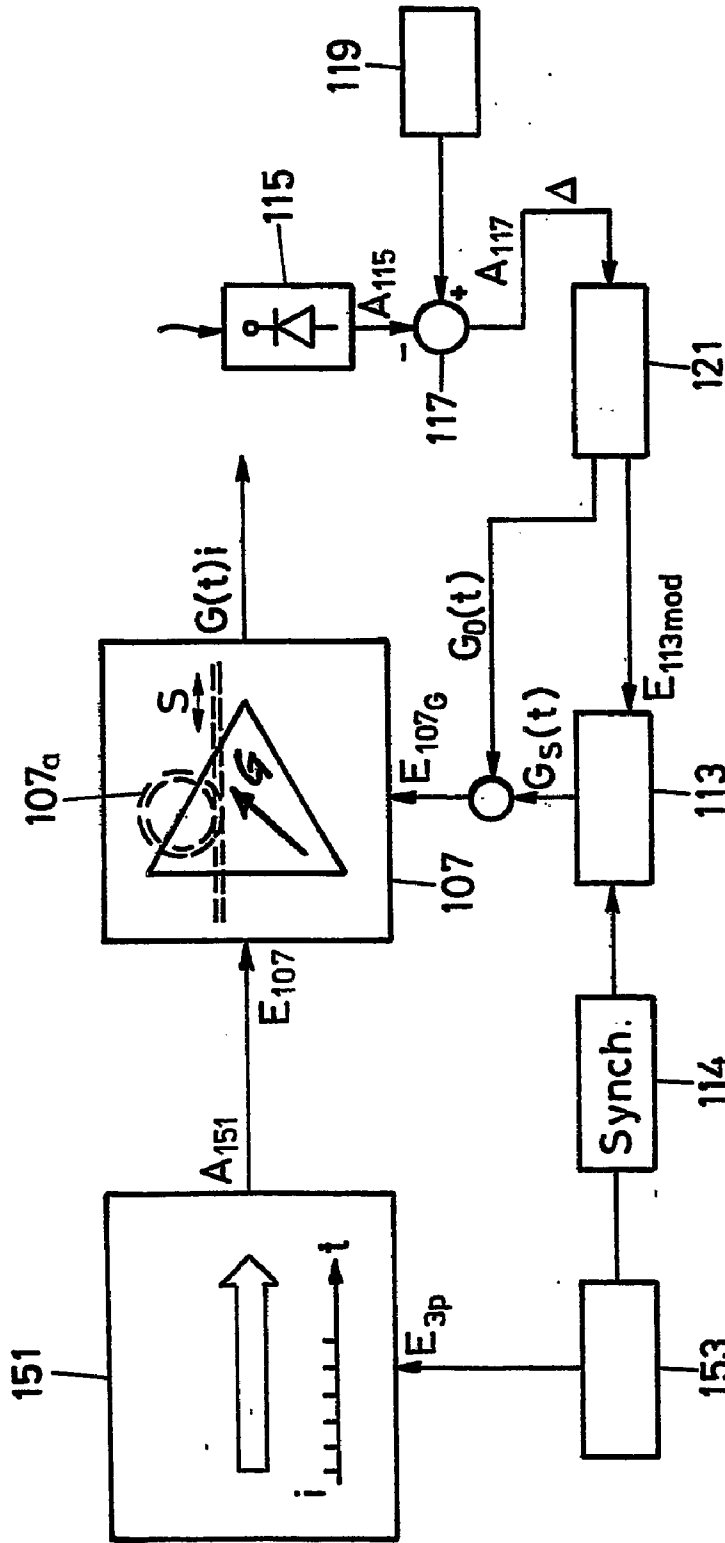 151
i
t
A151
E3p
153
Synch.
114
E107
107a
S
G
107
G(t)i
E107G
GS(t)
G0(t)
113
E113mod
115
A115
-
+
117
119
A117
Δ
121